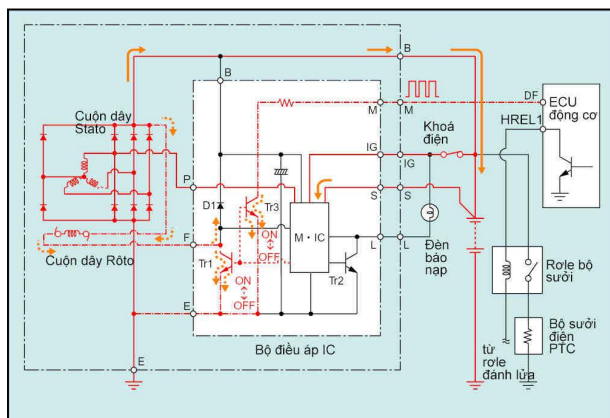 B
B
DF
ECU
động cơ
HREL1
M
M
Cuộn dây
Stato
Khoá điện
IG
IG
P
S
S
D1
Tr3
M·IC
F
ON
OFF
L
L
Cuộn dây Rôto
Tr1
ON
OFF
Tr2
Đèn
báo
nạp
E
Rơle bộ
sưởi
Bộ điều áp IC
E
từ
rơle
đánh lửa
Bộ sưởi
điện
PTC